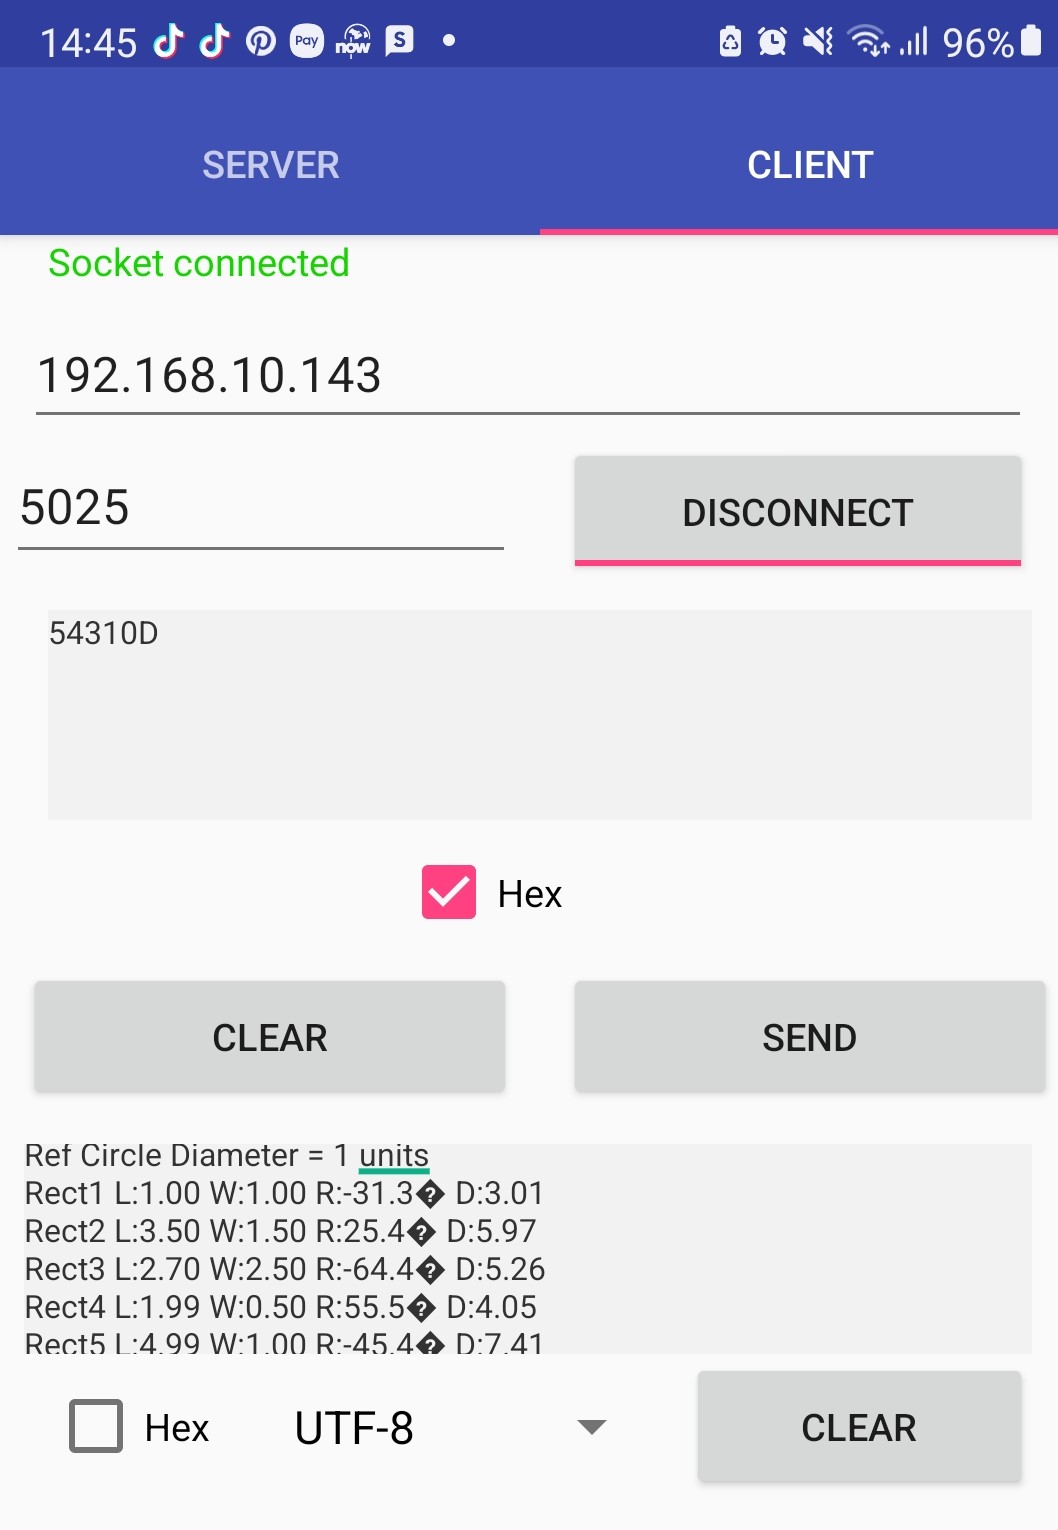 14:45 Pay now S 96%
SERVER CLIENT
Socket connected
192.168.10.143
5025 DISCONNECT
54310D
Hex
CLEAR SEND
Ref Circle Diameter = 1 units
Rect1 L:1.00 W:1.00 R:-31.3� D:3.01
Rect2 L:3.50 W:1.50 R:25.4� D:5.97
Rect3 L:2.70 W:2.50 R:-64.4� D:5.26
Rect4 L:1.99 W:0.50 R:55.5� D:4.05
Rect5 L:4.99 W:1.00 R:-45.4� D:7.41
Hex UTF-8 CLEAR